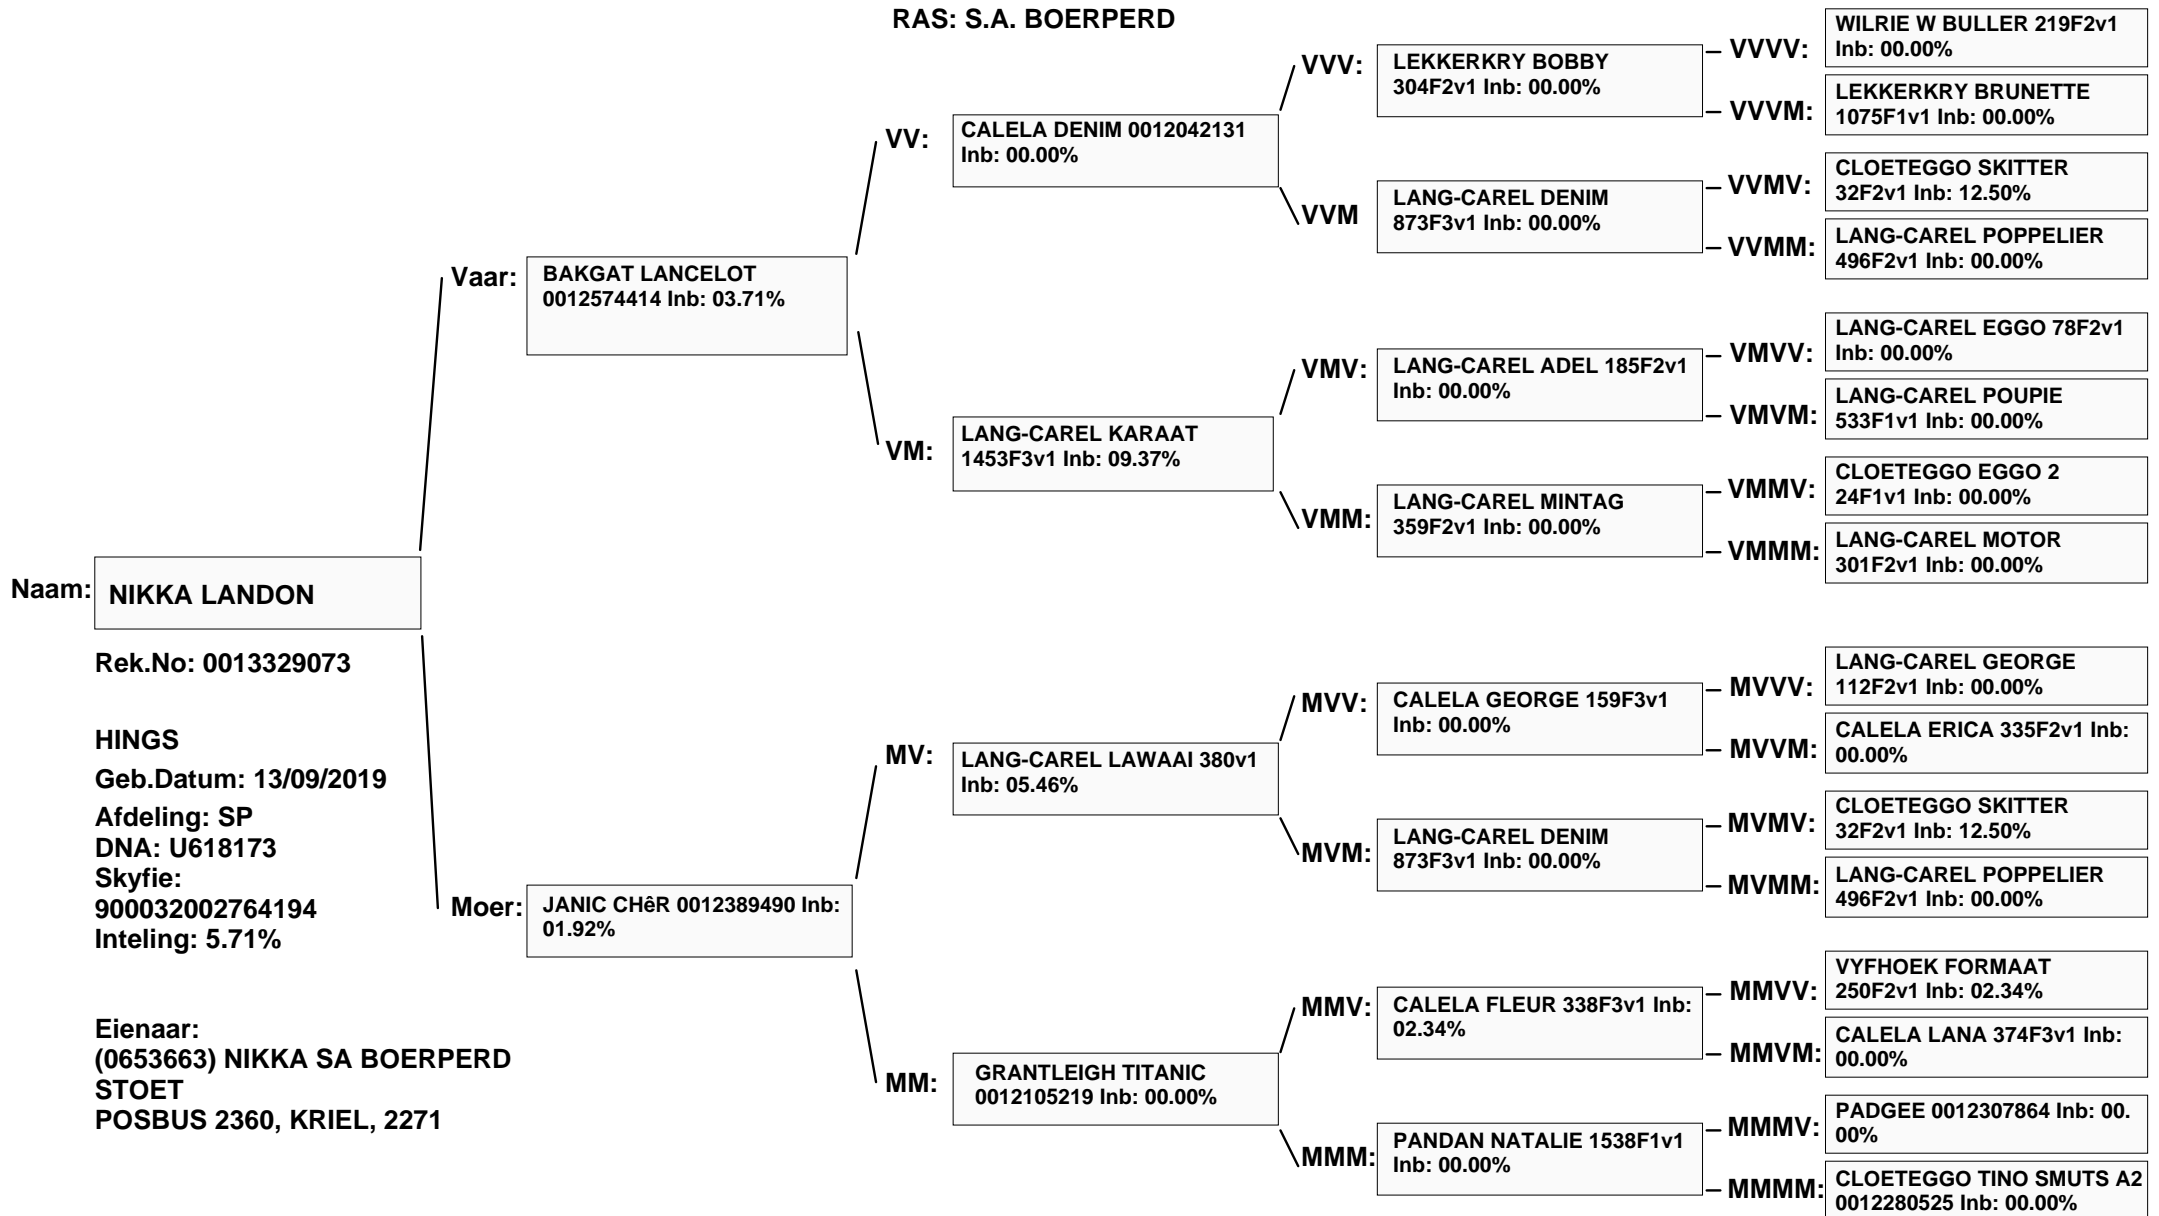 RAS: S.A. BOERPERD
Naam:
NIKKA LANDON
Rek.No: 0013329073
HINGS
Geb.Datum: 13/09/2019
Afdeling: SP
DNA: U618173
Skyfie:
900032002764194
Inteling: 5.71%
Eienaar:
(0653663) NIKKA SA BOERPERD
STOET
POSBUS 2360, KRIEL, 2271
Vaar:
BAKGAT LANCELOT
0012574414 Inb: 03.71%
Moer:
JANIC CHêR 0012389490 Inb:
01.92%
VV:
CALELA DENIM 0012042131
Inb: 00.00%
VM:
LANG-CAREL KARAAT
1453F3v1 Inb: 09.37%
MV:
LANG-CAREL LAWAAI 380v1
Inb: 05.46%
MM:
GRANTLEIGH TITANIC
0012105219 Inb: 00.00%
VVV:
LEKKERKRY BOBBY
304F2v1 Inb: 00.00%
VVM
LANG-CAREL DENIM
873F3v1 Inb: 00.00%
VMV:
LANG-CAREL ADEL 185F2v1
Inb: 00.00%
VMM:
LANG-CAREL MINTAG
359F2v1 Inb: 00.00%
MVV:
CALELA GEORGE 159F3v1
Inb: 00.00%
MVM:
LANG-CAREL DENIM
873F3v1 Inb: 00.00%
MMV:
CALELA FLEUR 338F3v1 Inb:
02.34%
MMM:
PANDAN NATALIE 1538F1v1
Inb: 00.00%
VVVV:
WILRIE W BULLER 219F2v1
Inb: 00.00%
VVVM:
LEKKERKRY BRUNETTE
1075F1v1 Inb: 00.00%
VVMV:
CLOETEGGO SKITTER
32F2v1 Inb: 12.50%
VVMM:
LANG-CAREL POPPELIER
496F2v1 Inb: 00.00%
VMVV:
LANG-CAREL EGGO 78F2v1
Inb: 00.00%
VMVM:
LANG-CAREL POUPIE
533F1v1 Inb: 00.00%
VMMV:
CLOETEGGO EGGO 2
24F1v1 Inb: 00.00%
VMMM:
LANG-CAREL MOTOR
301F2v1 Inb: 00.00%
MVVV:
LANG-CAREL GEORGE
112F2v1 Inb: 00.00%
MVVM:
CALELA ERICA 335F2v1 Inb:
00.00%
MVMV:
CLOETEGGO SKITTER
32F2v1 Inb: 12.50%
MVMM:
LANG-CAREL POPPELIER
496F2v1 Inb: 00.00%
MMVV:
VYFHOEK FORMAAT
250F2v1 Inb: 02.34%
MMVM:
CALELA LANA 374F3v1 Inb:
00.00%
MMMV:
PADGEE 0012307864 Inb: 00.
00%
MMMM:
CLOETEGGO TINO SMUTS A2
0012280525 Inb: 00.00%